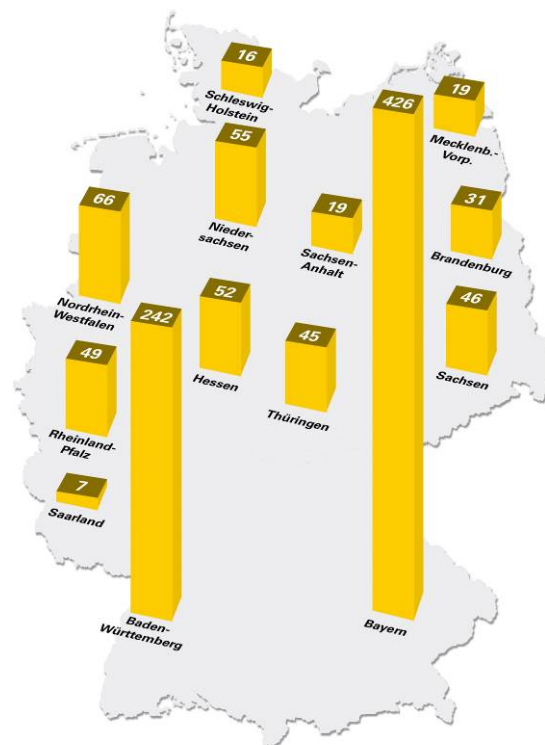 16
Schleswig-
Holstein
19
Mecklenb.-
Vorp.
426
55
Nieder-
sachsen
66
Nordrhein-
Westfalen
19
Sachsen-
Anhalt
31
Brandenburg
52
Hessen
45
Thüringen
46
Sachsen
242
49
Rheinland-
Pfalz
7
Saarland
Baden-
Württemberg
Bayern